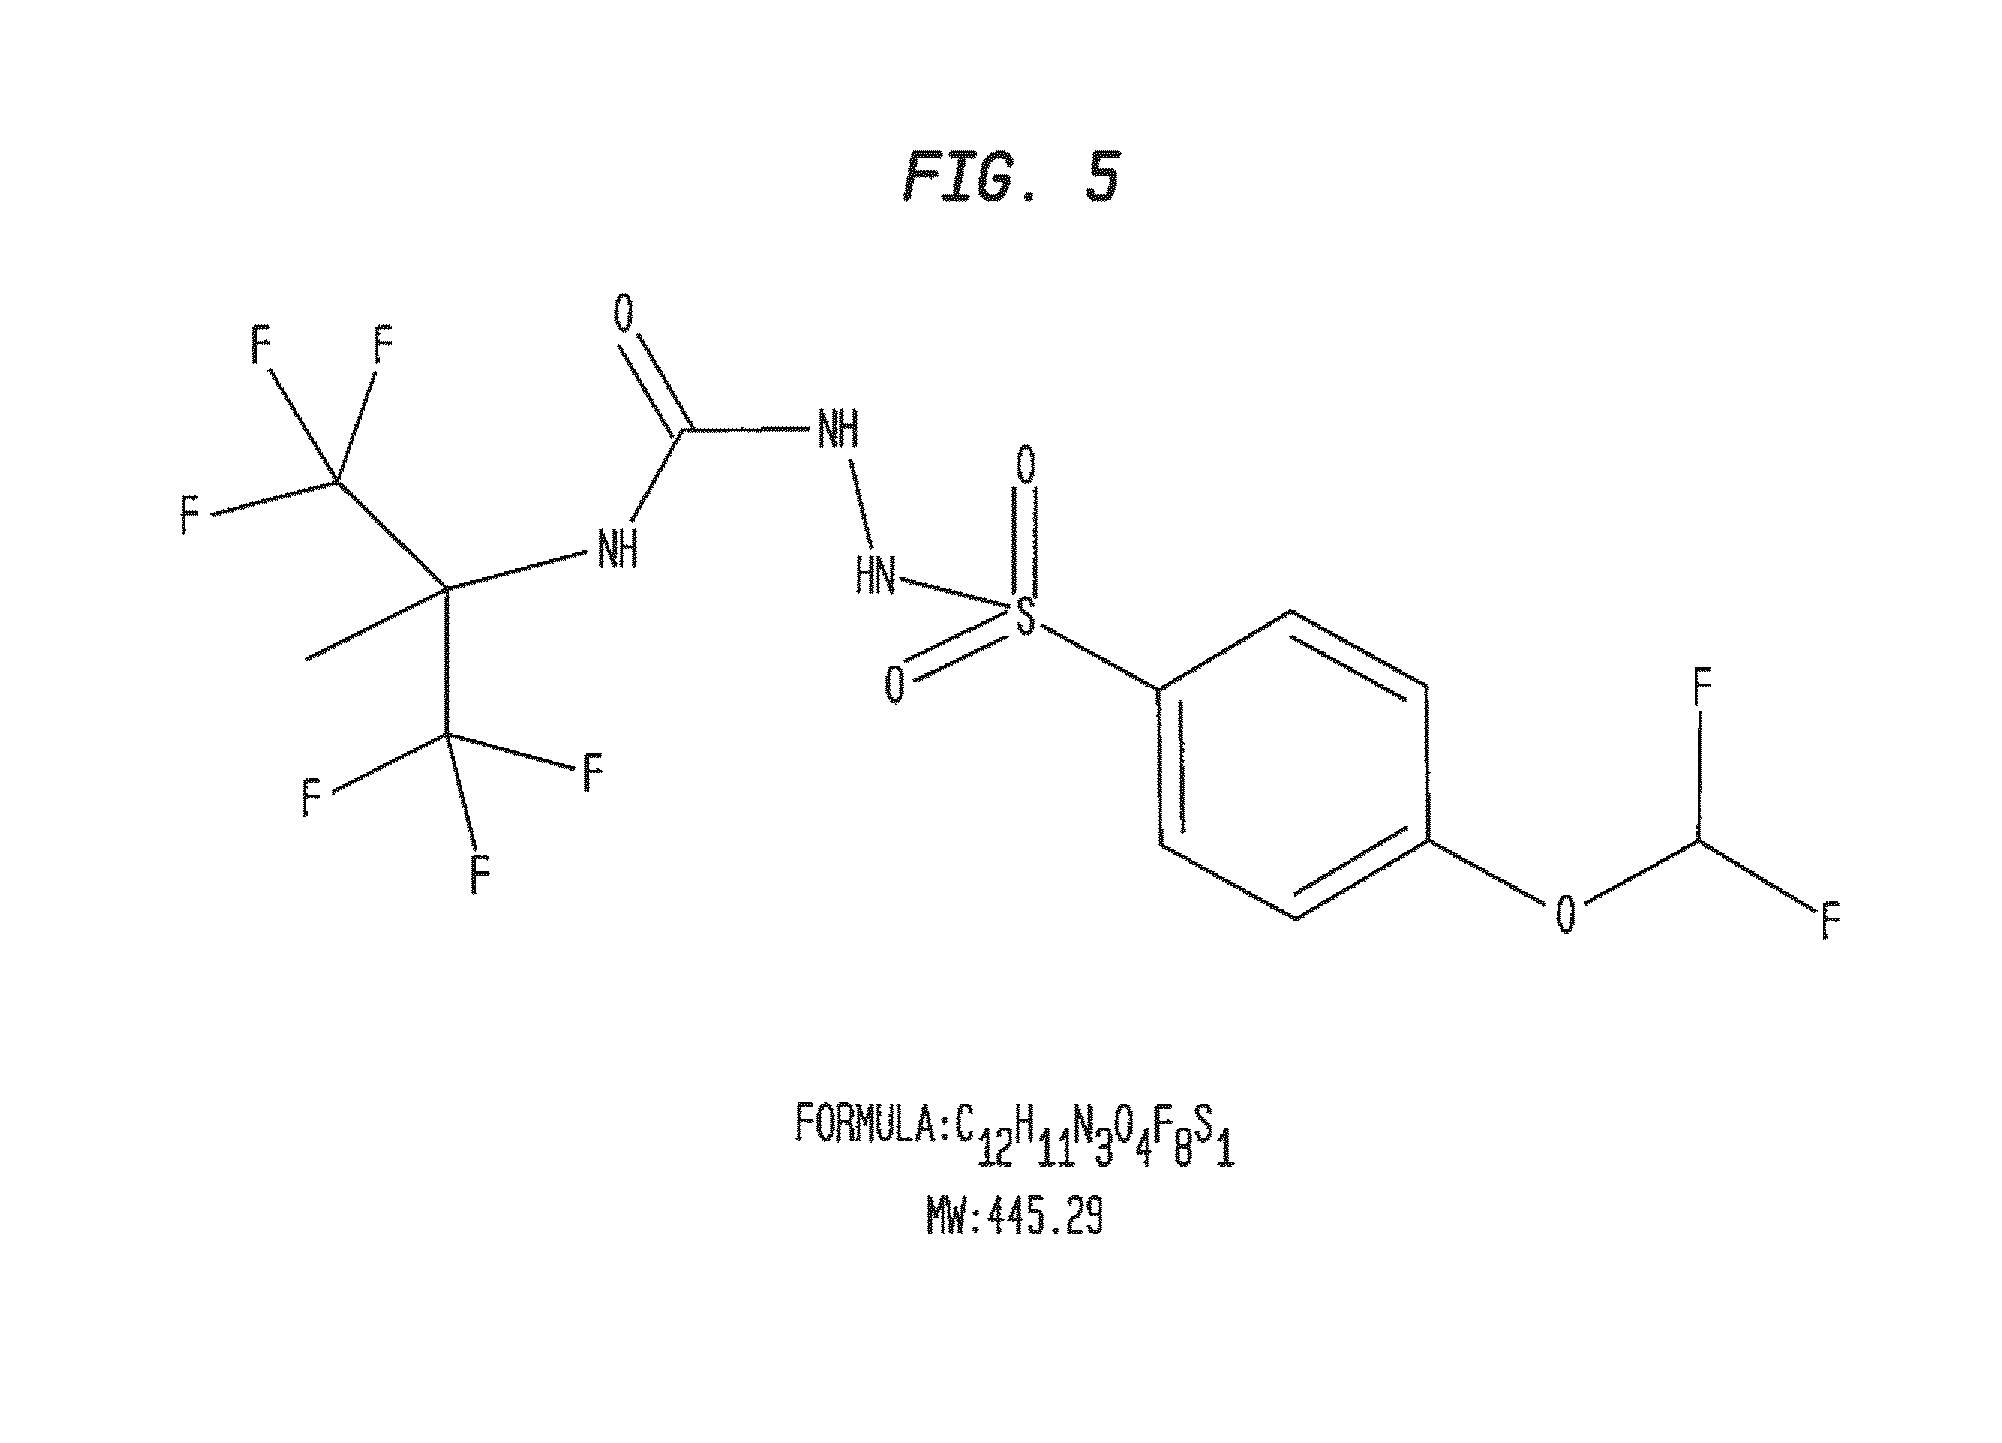 FIG. 5
O
F F
NH
O
F
NH
HN
S
O
F
F
F
F
O
F
FORMULA:C12H11N3O4F8S1
MW:445.29